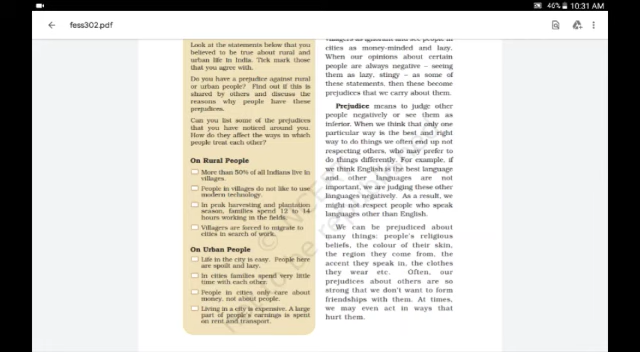 46% 10:31 AM
fess302.pdf
Look at the statements below that you
believed to be true about rural and
urban life in India. Tick mark those
that you agree with.
Do you have a prejudice against rural
or urban people? Find out if this is
shared by others and discuss the
reasons why people have these
prejudices.
Can you list some of the prejudices
that you have noticed around you.
How do they affect the ways in which
people treat each other?
On Rural People
More than 50% of all Indians live in
villages.
People in villages do not like to use
modern technology.
In peak harvesting and plantation
season, families spend 12 to 14
hours working in the fields.
Villagers are forced to migrate to
cities in search of work.
On Urban People
Life in the city is easy. People here
are spoilt and lazy.
In cities families spend very little
time with each other.
People in cities only care about
money, not about people.
Living in a city is expensive. A large
part of people's earnings is spent
on rent and transport.
villagers as ignorant and see people in
cities as money-minded and lazy.
When our opinions about certain
people are always negative – seeing
them as lazy, stingy – as some of
these statements, then these become
prejudices that we carry about them.
Prejudice means to judge other
people negatively or see them as
inferior. When we think that only one
particular way is the best and right
way to do things we often end up not
respecting others, who may prefer to
do things differently. For example, if
we think English is the best language
and other languages are not
important, we are judging these other
languages negatively. As a result, we
might not respect people who speak
languages other than English.
We can be prejudiced about
many things: people's religious
beliefs, the colour of their skin,
the region they come from, the
accent they speak in, the clothes
they wear etc. Often, our
prejudices about others are so
strong that we don't want to form
friendships with them. At times,
we may even act in ways that
hurt them.